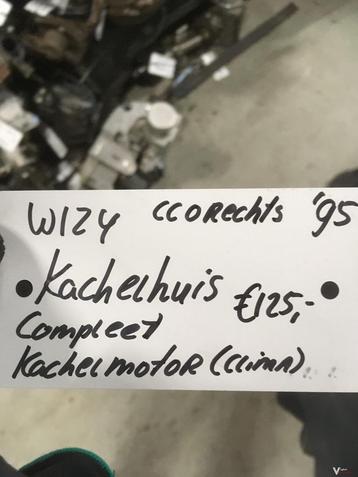 W124 CCORechts '95
• Kachelhuis €125,- •
Compleet
Kachelmotor (Clima)